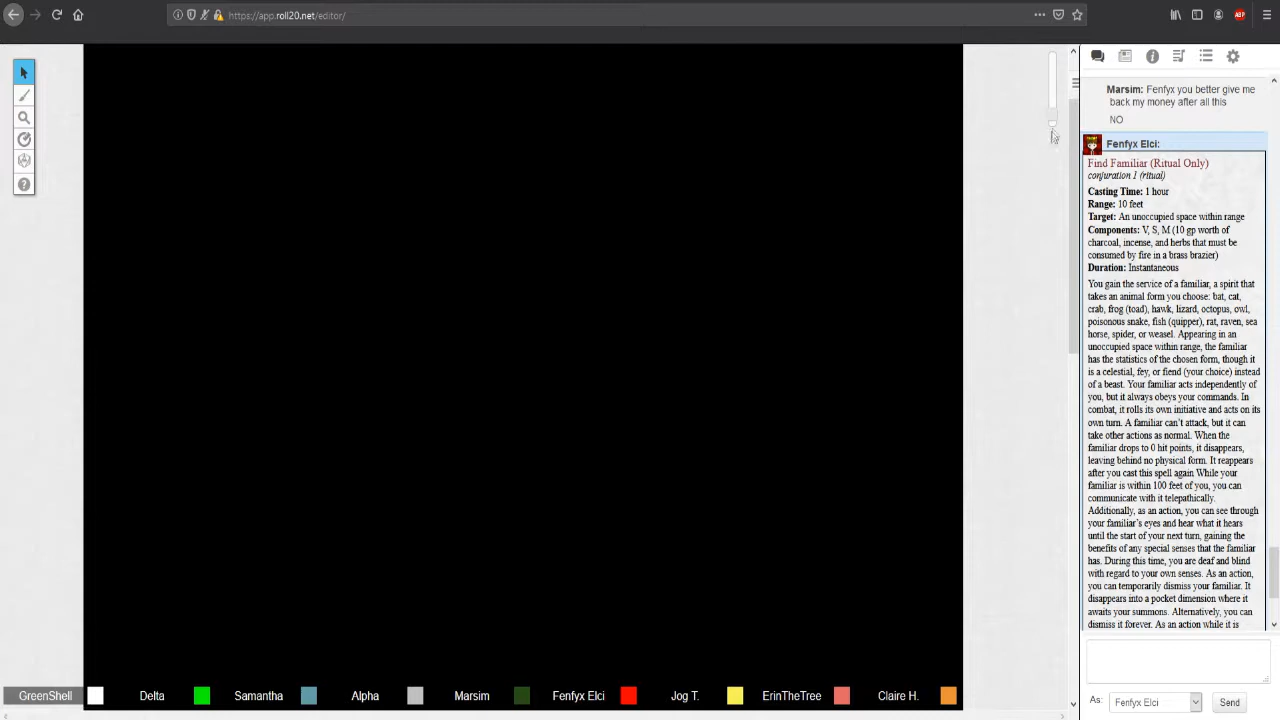 https://app.roll20.net/editor/
ABP
Marsim: Fenfyx you better give me
back my money after all this
NO
Fenfyx Elci:
Find Familiar (Ritual Only)
conjuration 1 (ritual)
Casting Time: 1 hour
Range: 10 feet
Target: An unoccupied space within range
Components: V, S, M (10 gp worth of
charcoal, incense, and herbs that must be
consumed by fire in a brass brazier)
Duration: Instantaneous
You gain the service of a familiar, a spirit that
takes an animal form you choose: bat, cat,
crab, frog (toad), hawk, lizard, octopus, owl,
poisonous snake, fish (quipper), rat, raven, sea
horse, spider, or weasel. Appearing in an
unoccupied space within range, the familiar
has the statistics of the chosen form, though it
is a celestial, fey, or fiend (your choice) instead
of a beast. Your familiar acts independently of
you, but it always obeys your commands. In
combat, it rolls its own initiative and acts on its
own turn. A familiar can't attack, but it can
take other actions as normal. When the
familiar drops to 0 hit points, it disappears,
leaving behind no physical form. It reappears
after you cast this spell again While your
familiar is within 100 feet of you, you can
communicate with it telepathically.
Additionally, as an action, you can see through
your familiar's eyes and hear what it hears
until the start of your next turn, gaining the
benefits of any special senses that the familiar
has. During this time, you are deaf and blind
with regard to your own senses. As an action,
you can temporarily dismiss your familiar. It
disappears into a pocket dimension where it
awaits your summons. Alternatively, you can
dismiss it forever. As an action while it is
As: Fenfyx Elci Send
GreenShell Delta Samantha Alpha Marsim Fenfyx Elci Jog T. ErinTheTree Claire H.